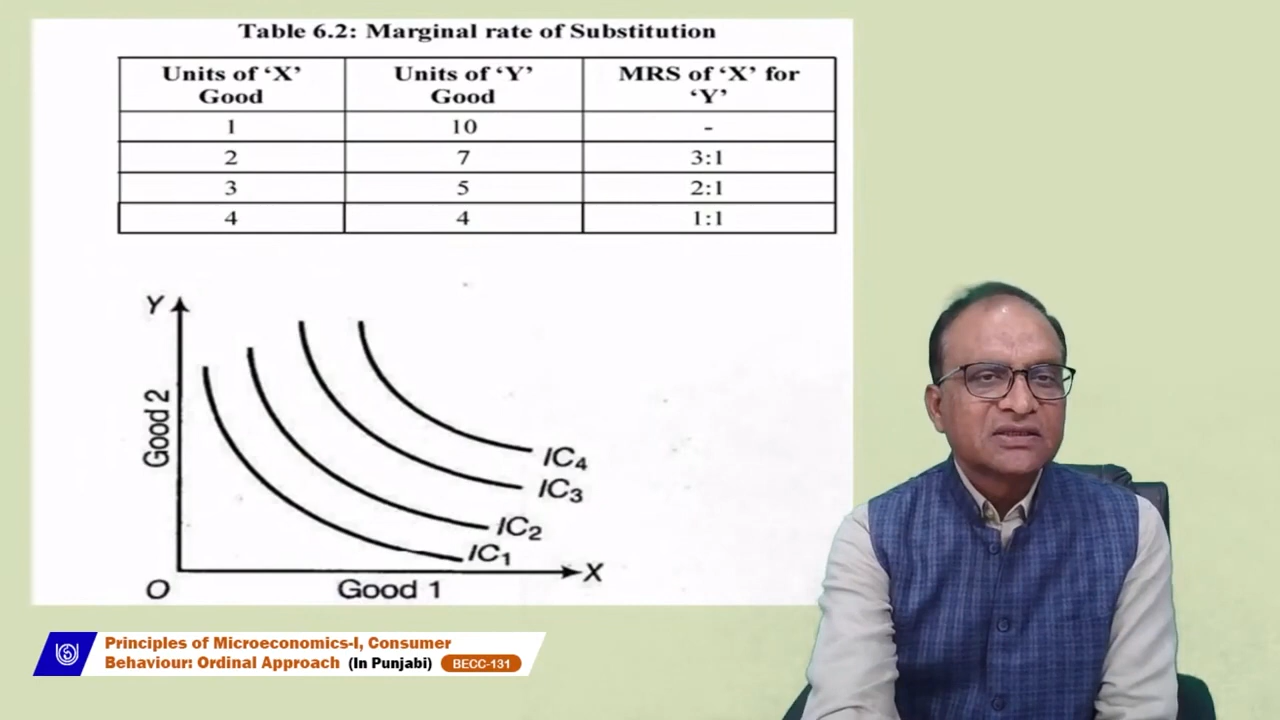 Table 6.2: Marginal rate of Substitution
Units of ‘X’ Good
Units of ‘Y’ Good
MRS of ‘X’ for ‘Y’
1 10 -
2 7 3:1
3 5 2:1
4 4 1:1
Y
Good 2
IC4
IC3
IC2
IC1
O
Good 1
X
Principles of Microeconomics-I, Consumer
Behaviour: Ordinal Approach (In Punjabi) BECC-131